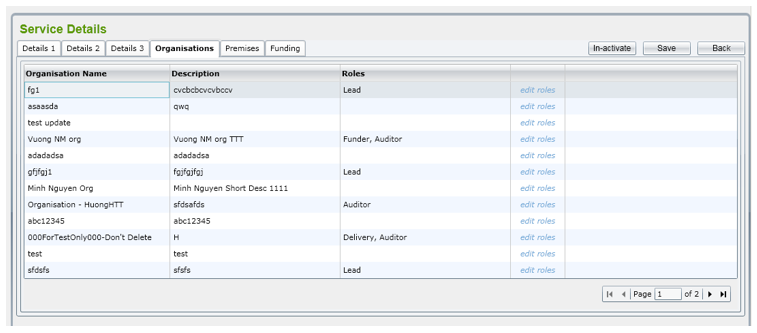 Service Details
Details 1 Details 2 Details 3 Organisations Premises Funding In-activate Save Back
Organisation Name Description Roles
fg1 cvcbcbcvcvbccv Lead edit roles
asaasda qwq edit roles
test update edit roles
Vuong NM org Vuong NM org TTT Funder, Auditor edit roles
adadadsa adadadsa edit roles
gfjfgj1 fgjfgjfgj Lead edit roles
Minh Nguyen Org Minh Nguyen Short Desc 1111 edit roles
Organisation - HuongHTT sfdsafds Auditor edit roles
abc12345 abc12345 edit roles
000ForTestOnly000-Don't Delete H Delivery, Auditor edit roles
test test edit roles
sfdsfs sfsfs Lead edit roles
Page 1 of 2